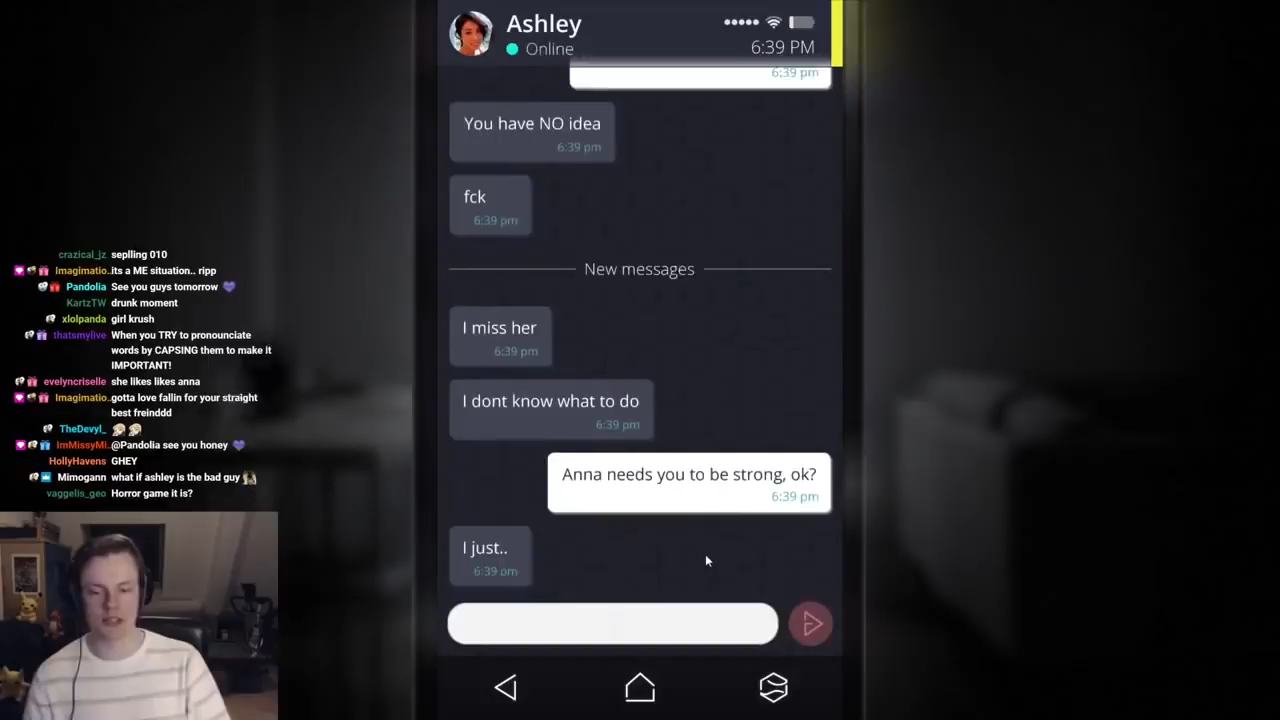 Ashley
Online
6:39 PM
6:39 pm
You have NO idea
6:39 pm
fck
6:39 pm
New messages
I miss her
6:39 pm
I dont know what to do
6:39 pm
Anna needs you to be strong, ok?
6:39 pm
I just..
6:39 pm
crazical_jz seplling 010
Imaginatio.. its a ME situation.. ripp
Pandolia See you guys tomorrow
KartzTW drunk moment
xlolpanda girl krush
thatsmylive When you TRY to pronounciate
words by CAPSING them to make it
IMPORTANT!
evelyncriselle she likes likes anna
Imaginatio.. gotta love fallin for your straight
best freinddd
TheDevyl_
ImMissyMi.. @Pandolia see you honey
HollyHavens GHEY
Mimogann what if ashley is the bad guy
vaggelis_geo Horror game it is?